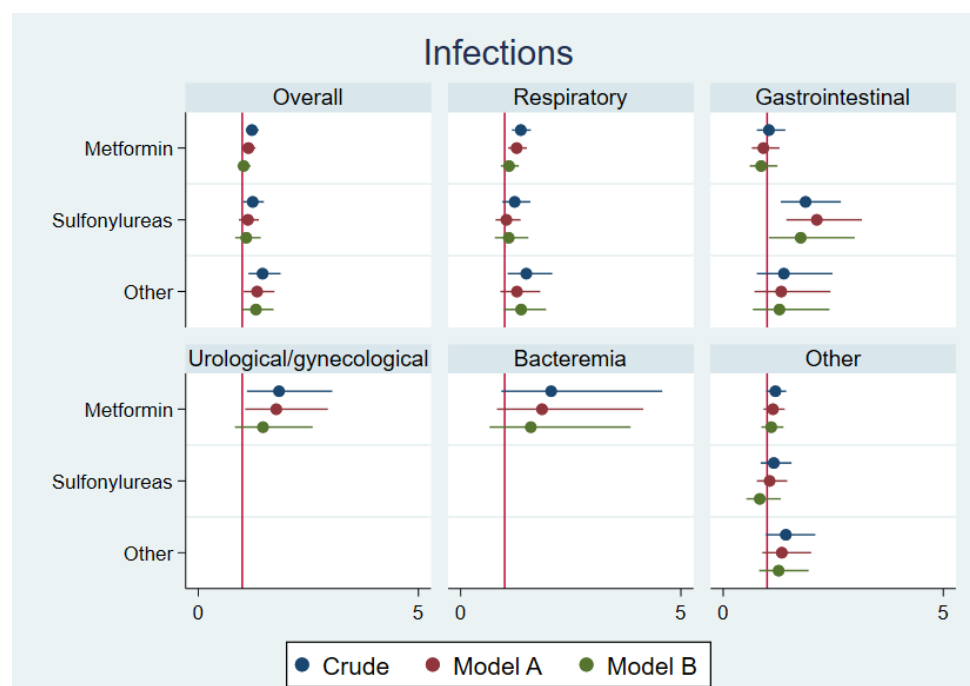 Infections
Overall Respiratory Gastrointestinal
Metformin
Sulfonylureas
Other
Urological/gynecological Bacteremia Other
Metformin
Sulfonylureas
Other
0 5 0 5 0 5
Crude Model A Model B